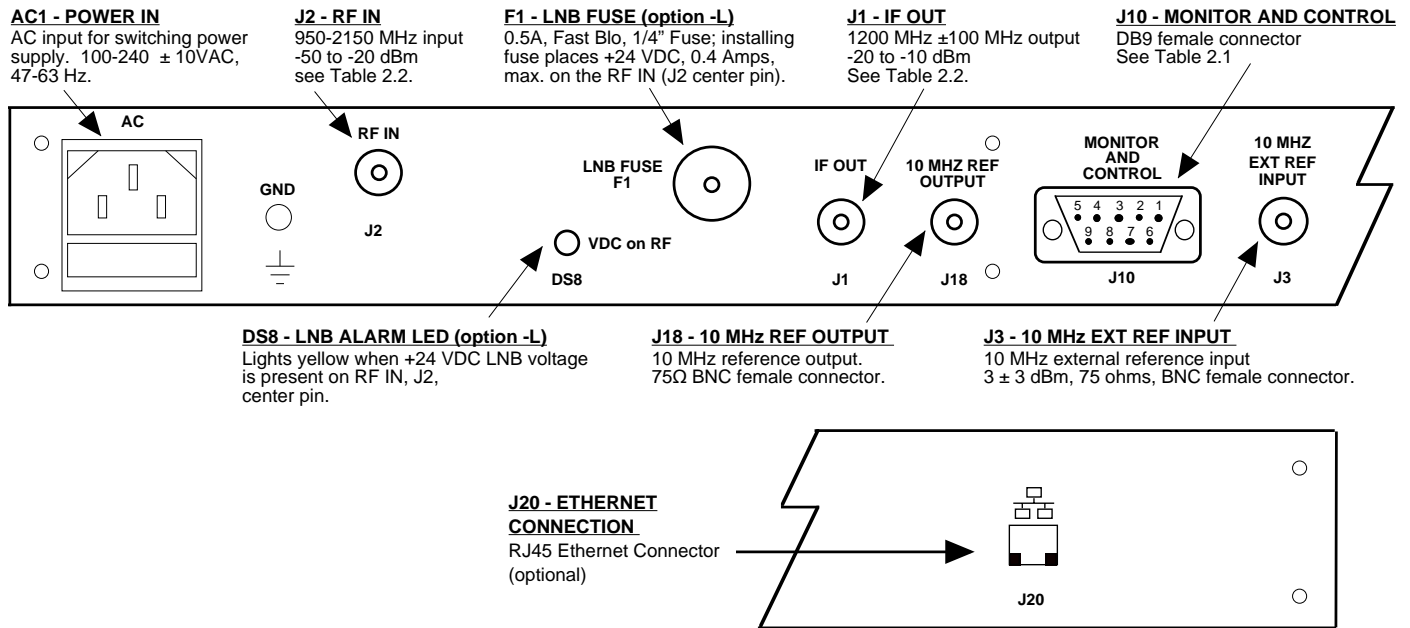 AC1 - POWER IN
AC input for switching power
supply. 100-240 ± 10VAC,
47-63 Hz.
J2 - RF IN
950-2150 MHz input
-50 to -20 dBm
see Table 2.2.
F1 - LNB FUSE (option -L)
0.5A, Fast Blo, 1/4” Fuse; installing
fuse places +24 VDC, 0.4 Amps,
max. on the RF IN (J2 center pin).
J1 - IF OUT
1200 MHz ±100 MHz output
-20 to -10 dBm
See Table 2.2.
J10 - MONITOR AND CONTROL
DB9 female connector
See Table 2.1
AC
GND
RF IN
J2
LNB FUSE
F1
VDC on RF
DS8
IF OUT
J1
10 MHZ REF
OUTPUT
J18
MONITOR
AND
CONTROL
5 4 3 2 1
9 8 7 6
J10
10 MHZ
EXT REF
INPUT
J3
DS8 - LNB ALARM LED (option -L)
Lights yellow when +24 VDC LNB voltage
is present on RF IN, J2,
center pin.
J18 - 10 MHz REF OUTPUT
10 MHz reference output.
75Ω BNC female connector.
J3 - 10 MHz EXT REF INPUT
10 MHz external reference input
3 ± 3 dBm, 75 ohms, BNC female connector.
J20 - ETHERNET
CONNECTION
RJ45 Ethernet Connector
(optional)
J20